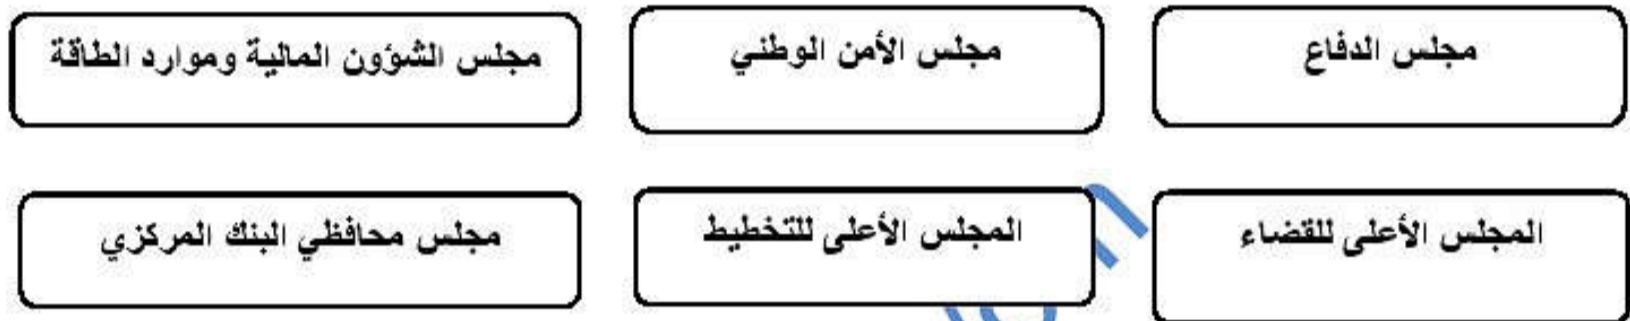 مجلس الدفاع
مجلس الأمن الوطني
مجلس الشؤون المالية وموارد الطاقة
المجلس الأعلى للقضاء
المجلس الأعلى للتخطيط
مجلس محافظي البنك المركزي